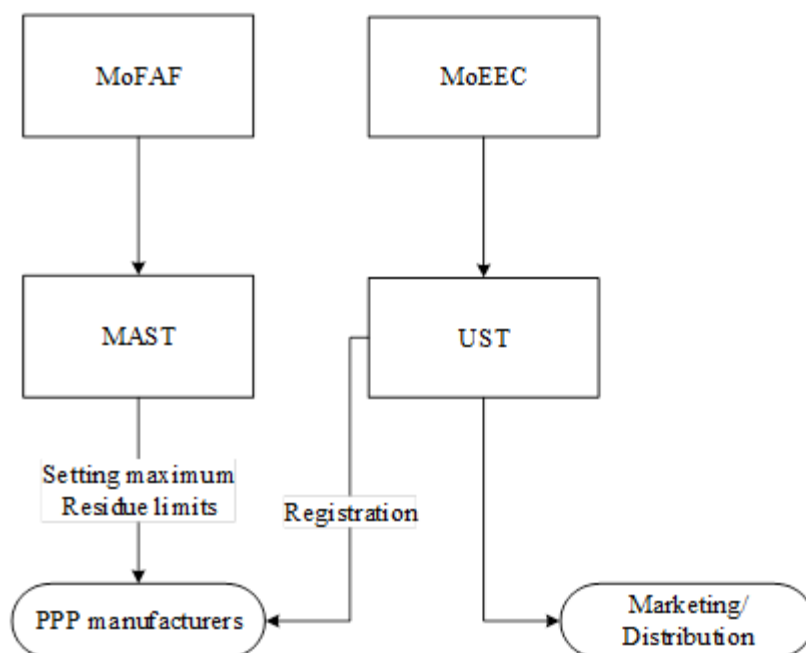 MoFAF
MoEEC
MAST
UST
Setting maximum
Residue limits
Registration
PPP manufacturers
Marketing/
Distribution